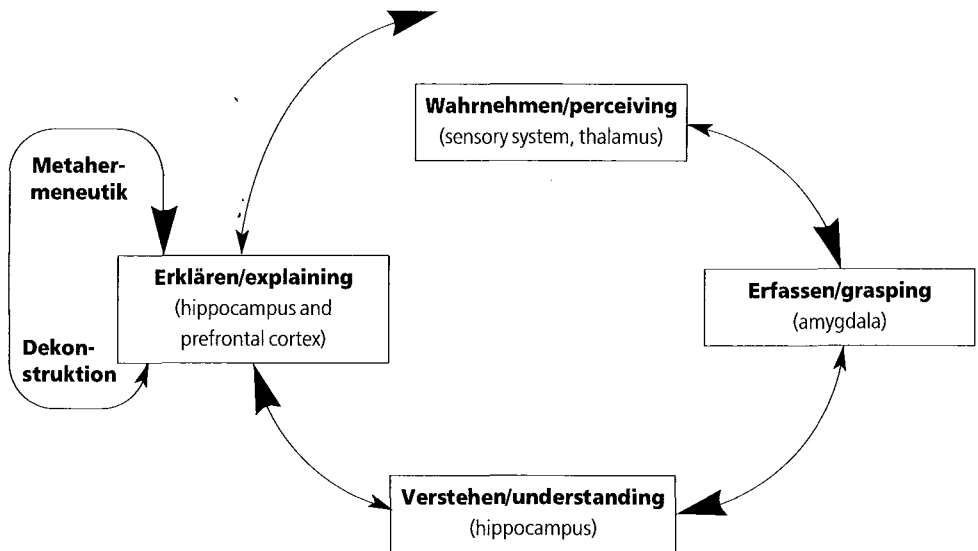 Wahrnehmen/perceiving
(sensory system, thalamus)
Metaher-
meneutik
Erklären/explaining
(hippocampus and
prefrontal cortex)
Dekon-
struktion
Erfassen/grasping
(amygdala)
Verstehen/understanding
(hippocampus)